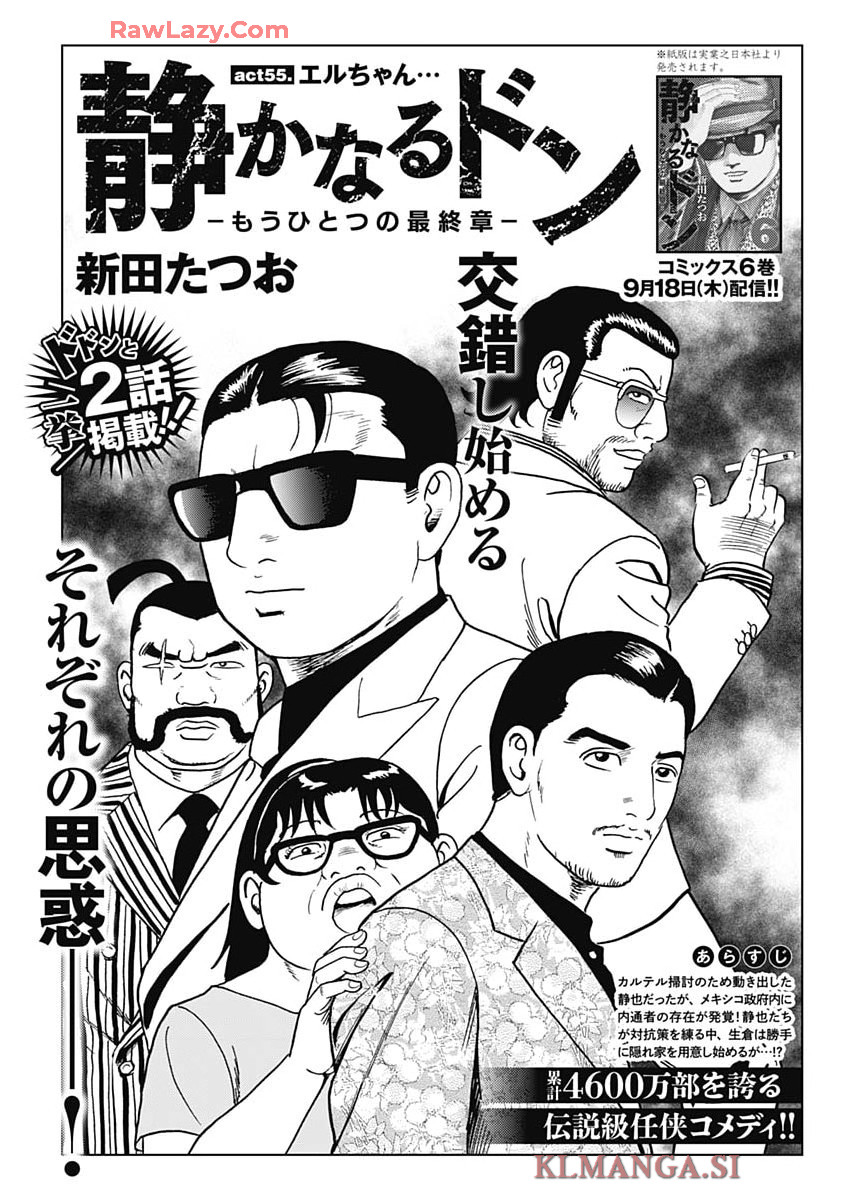 RawLazy.Com
※紙版は実業之日本社より
発売されます。
act55.エルちゃん…
静かなるドン
－もうひとつの最終章－
新田たつお
静かなるドン
新田たつお
6
コミックス6巻
9月18日(木)配信!!
ドドンと
一挙
2話
掲載!!
交錯し始める
それぞれの思惑━━!
あらすじ
カルテル掃討のため動き出した
静也だったが、メキシコ政府内に
内通者の存在が発覚!静也たち
が対抗策を練る中、生倉は勝手
に隠れ家を用意し始めるが…!?
累計4600万部を誇る
伝説級任侠コメディ!!
KLMANGA.SI